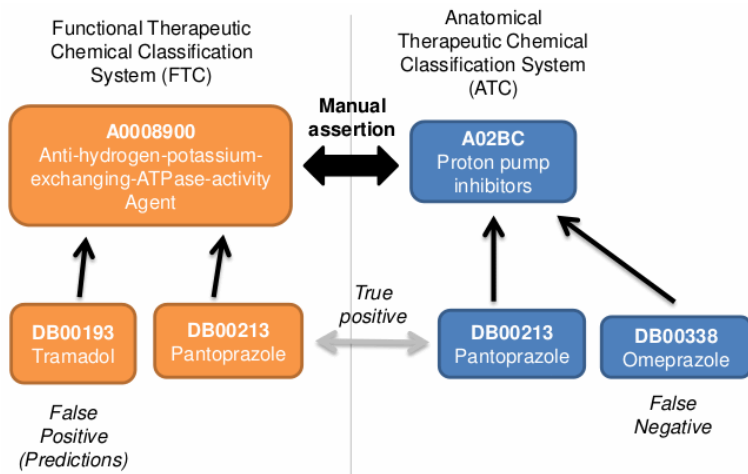 Functional Therapeutic
Chemical Classification
System (FTC)
Anatomical
Therapeutic Chemical
Classification System
(ATC)
Manual
assertion
A0008900
Anti-hydrogen-potassium-
exchanging-ATPase-activity
Agent
A02BC
Proton pump
inhibitors
True
positive
DB00193
Tramadol
DB00213
Pantoprazole
DB00213
Pantoprazole
DB00338
Omeprazole
False
Positive
(Predictions)
False
Negative